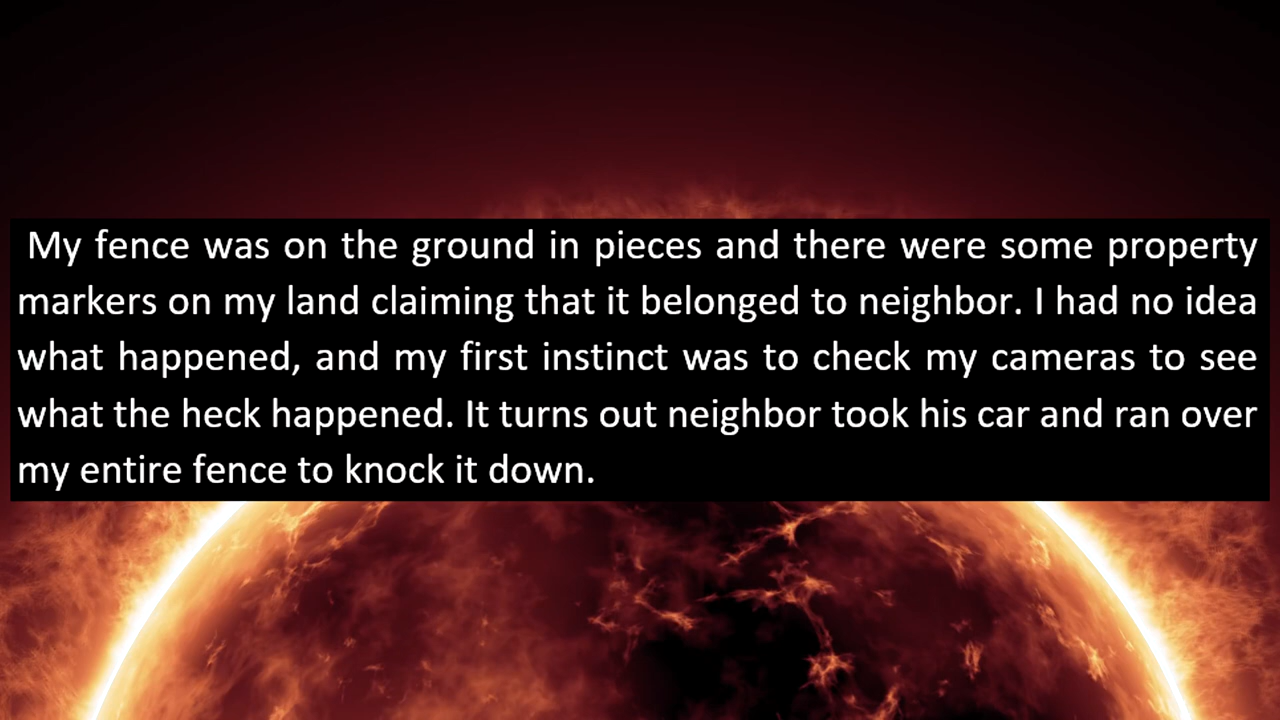 My fence was on the ground in pieces and there were some property
markers on my land claiming that it belonged to neighbor. I had no idea
what happened, and my first instinct was to check my cameras to see
what the heck happened. It turns out neighbor took his car and ran over
my entire fence to knock it down.